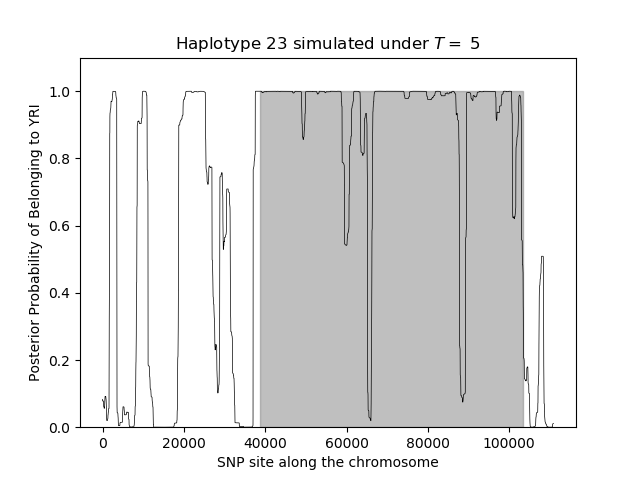 Haplotype 23 simulated under T = 5
Posterior Probability of Belonging to YRI
1.0
0.8
0.6
0.4
0.2
0.0
0 20000 40000 60000 80000 100000
SNP site along the chromosome